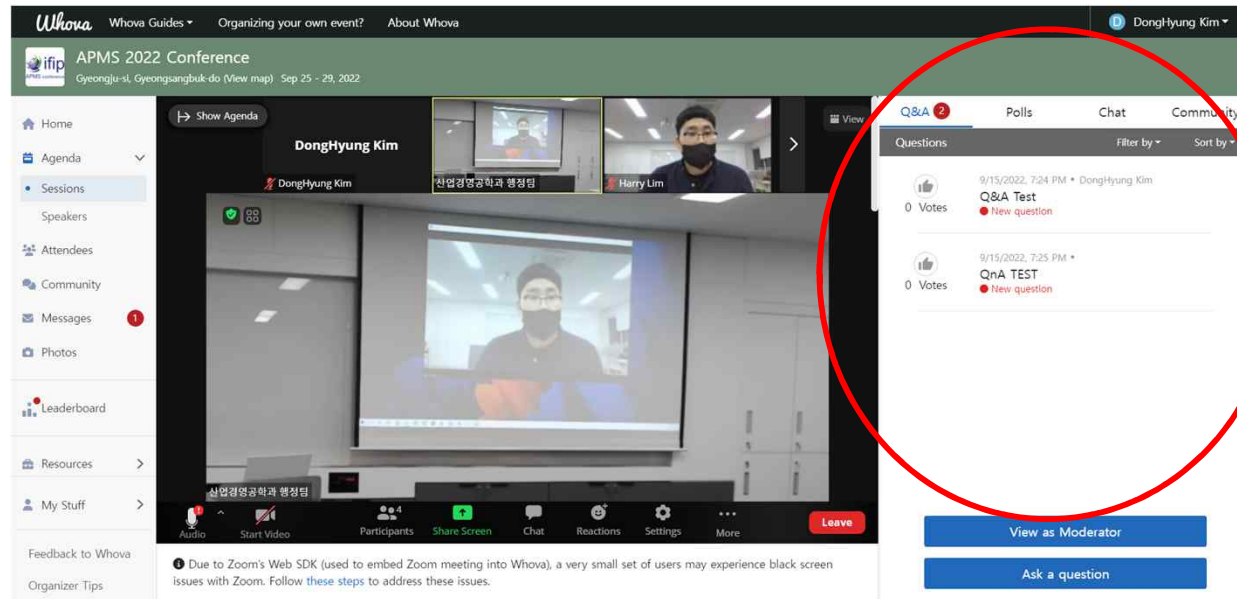 Whova
Whova Guides
Organizing your own event?
About Whova
D
DongHyung Kim
ifip
APMS 2022 Conference
Gyeongju-si, Gyeongsangbuk-do (View map) Sep 25 - 29, 2022
Home
Agenda
Sessions
Speakers
Attendees
Community
Messages
1
Photos
Leaderboard
Resources
My Stuff
Feedback to Whova
Organizer Tips
Show Agenda
DongHyung Kim
DongHyung Kim
산업경영공학과 행정팀
Harry Lim
View
산업경영공학과 행정팀
Audio
Start Video
4
Participants
Share Screen
Chat
Reactions
Settings
More
Leave
Due to Zoom's Web SDK (used to embed Zoom meeting into Whova), a very small set of users may experience black screen
issues with Zoom. Follow these steps to address these issues.
Q&A 2
Polls
Chat
Community
Questions
Filter by
Sort by
9/15/2022, 7:24 PM • DongHyung Kim
Q&A Test
0 Votes
New question
9/15/2022, 7:25 PM •
QnA TEST
0 Votes
New question
View as Moderator
Ask a question